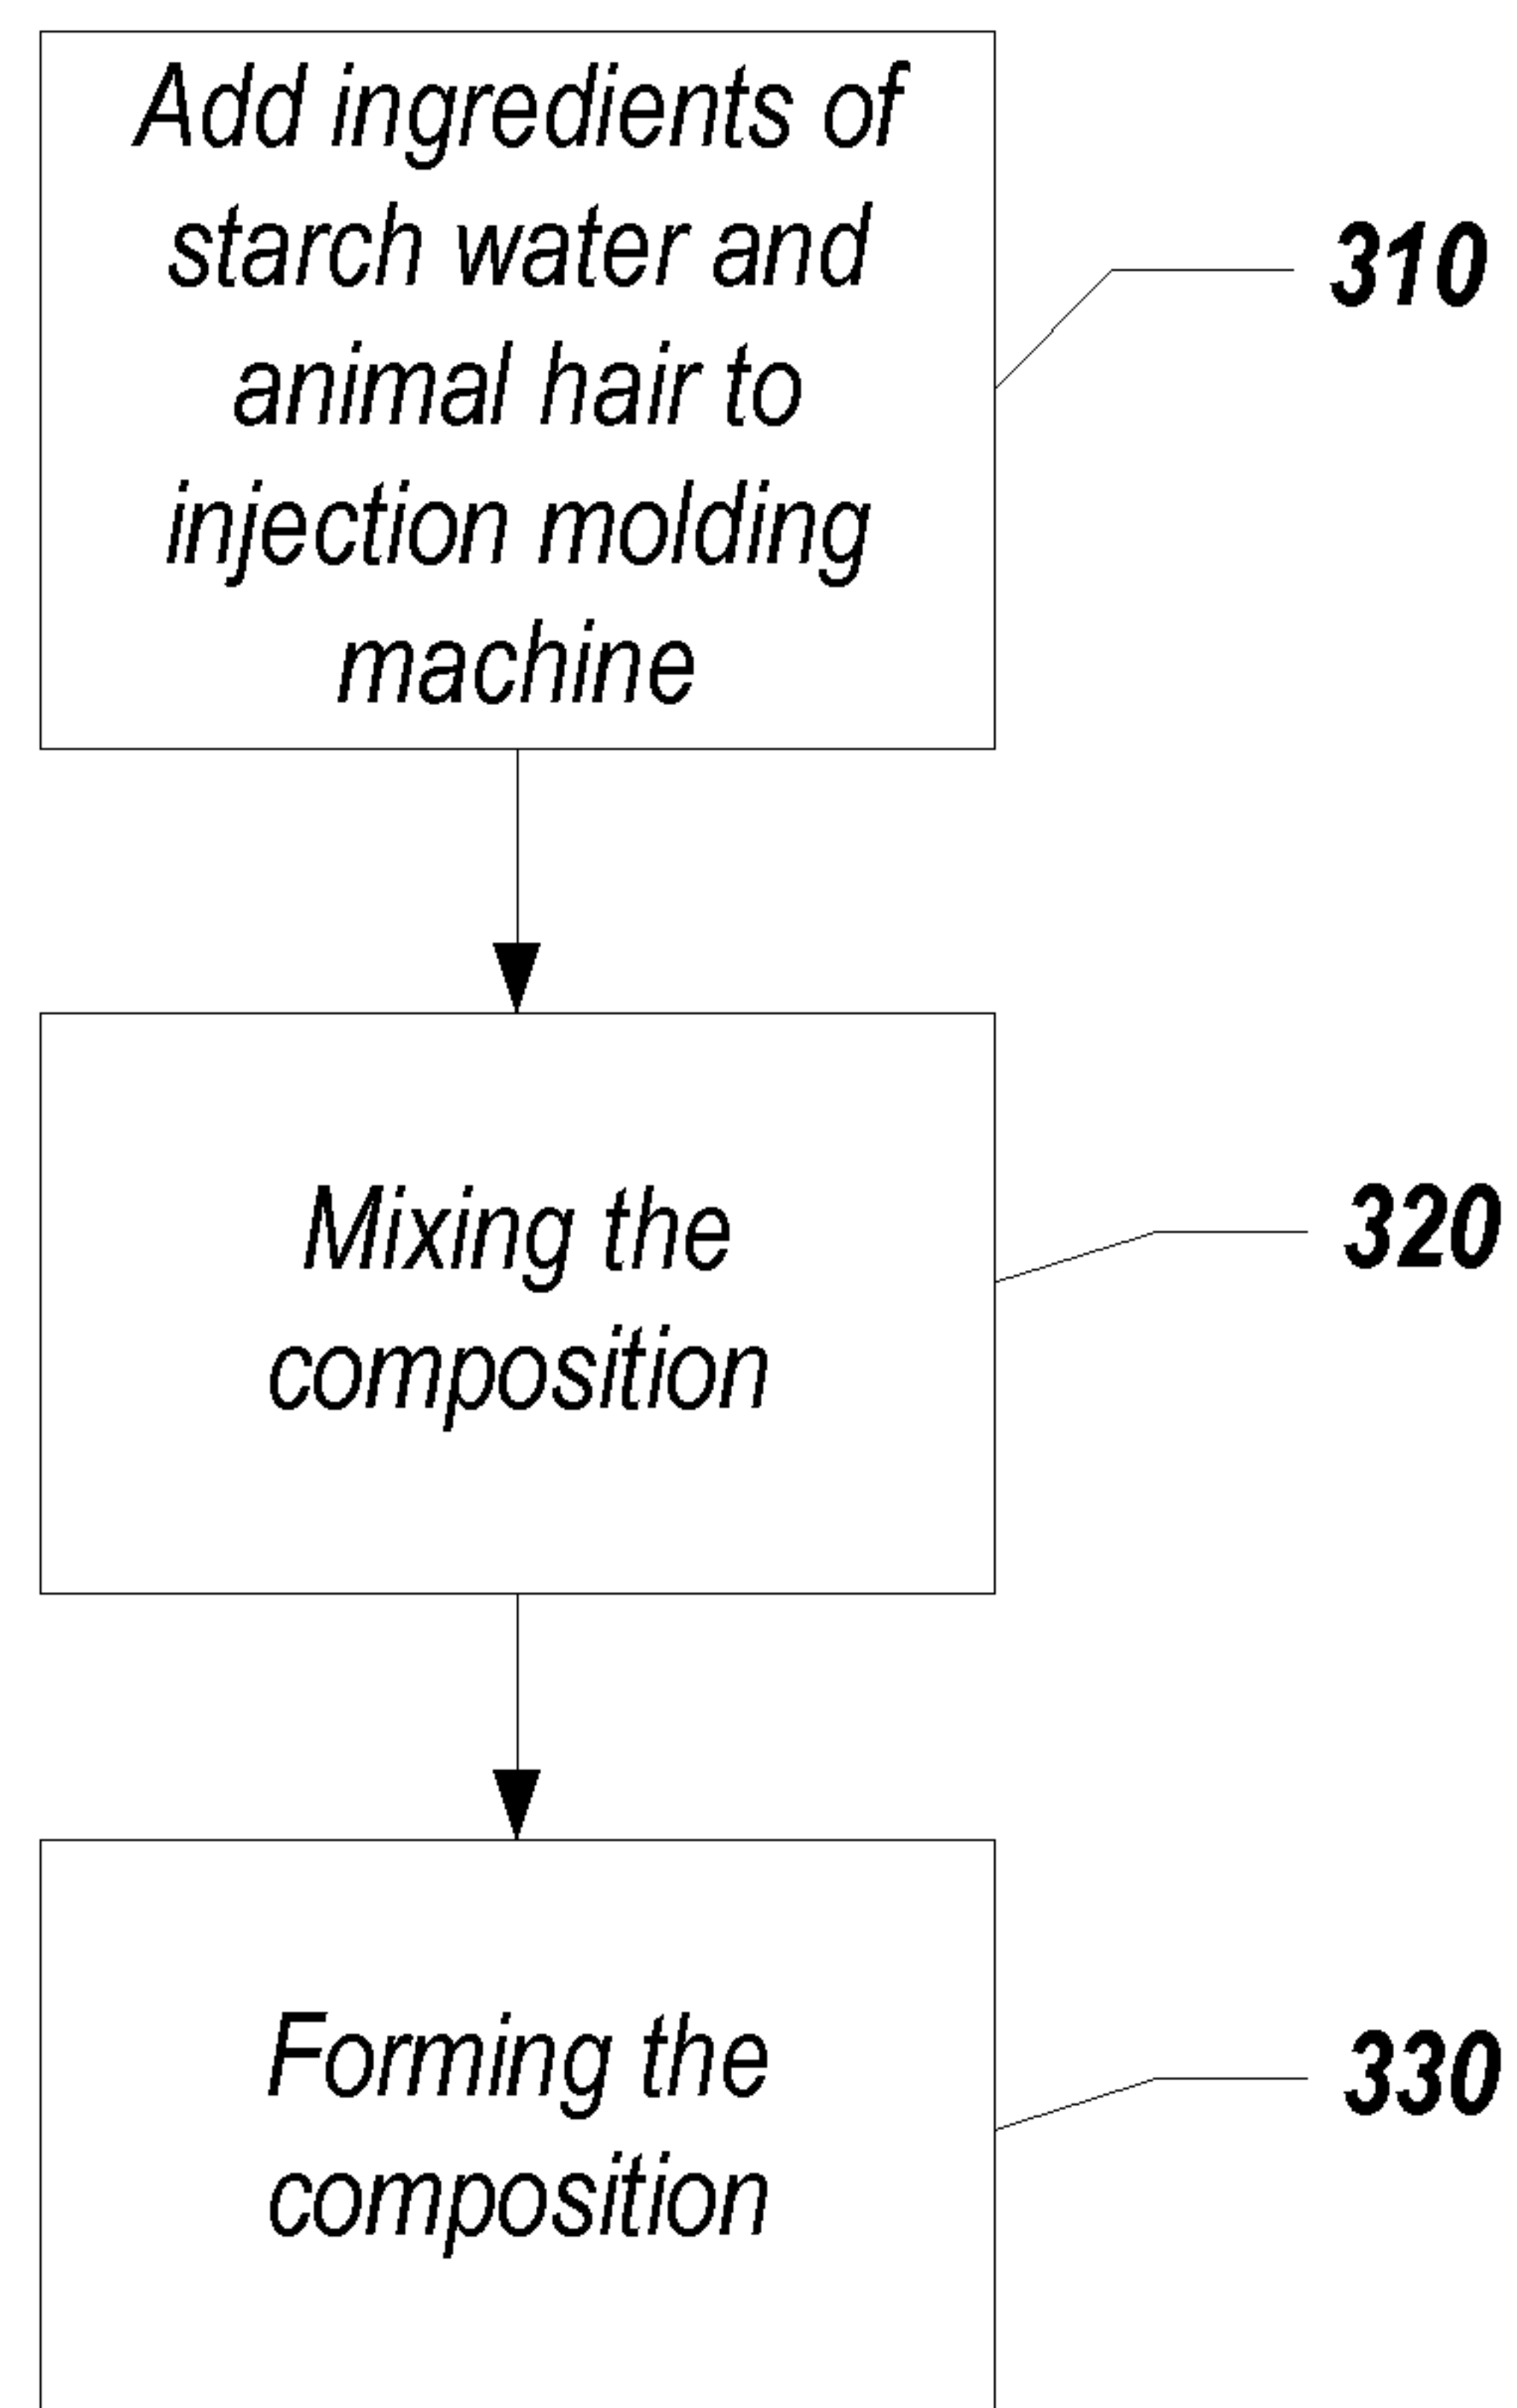 Add ingredients of
starch water and
animal hair to
injection molding
machine
310
Mixing the
composition
320
Forming the
composition
330